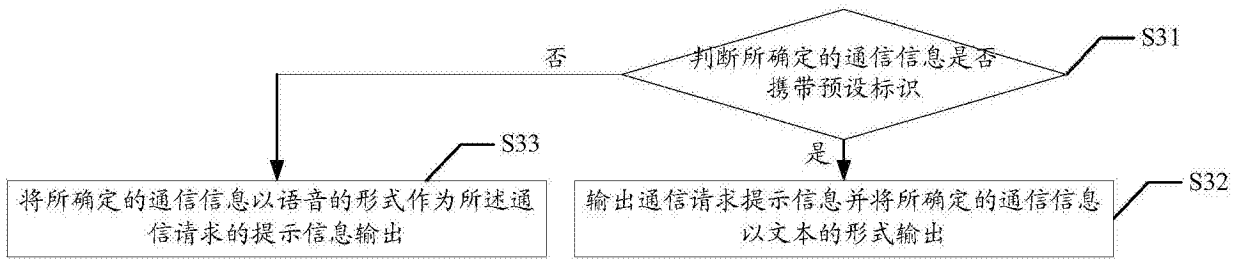 S31
判断所确定的通信信息是否
携带预设标识
否
是
S33
将所确定的通信信息以语音的形式作为所述通
信请求的提示信息输出
S32
输出通信请求提示信息并将所确定的通信信息
以文本的形式输出